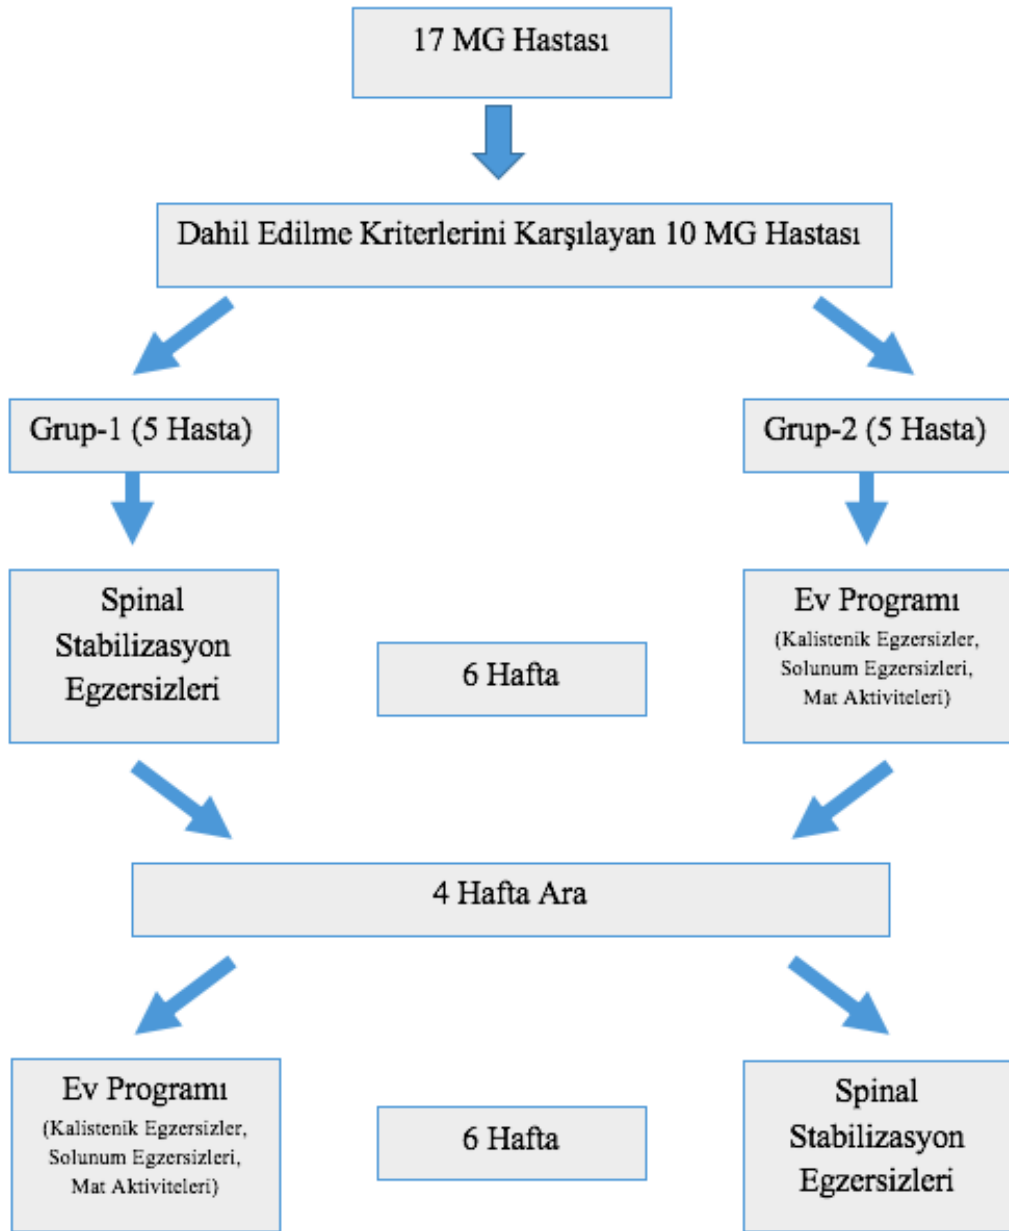 17 MG Hastası
Dahil Edilme Kriterlerini Karşılayan 10 MG Hastası
Grup-1 (5 Hasta)
Grup-2 (5 Hasta)
Spinal
Stabilizasyon
Egzersizleri
6 Hafta
Ev Programı
(Kalistenik Egzersizler,
Solunum Egzersizleri,
Mat Aktiviteleri)
4 Hafta Ara
Ev Programı
(Kalistenik Egzersizler,
Solunum Egzersizleri,
Mat Aktiviteleri)
6 Hafta
Spinal
Stabilizasyon
Egzersizleri